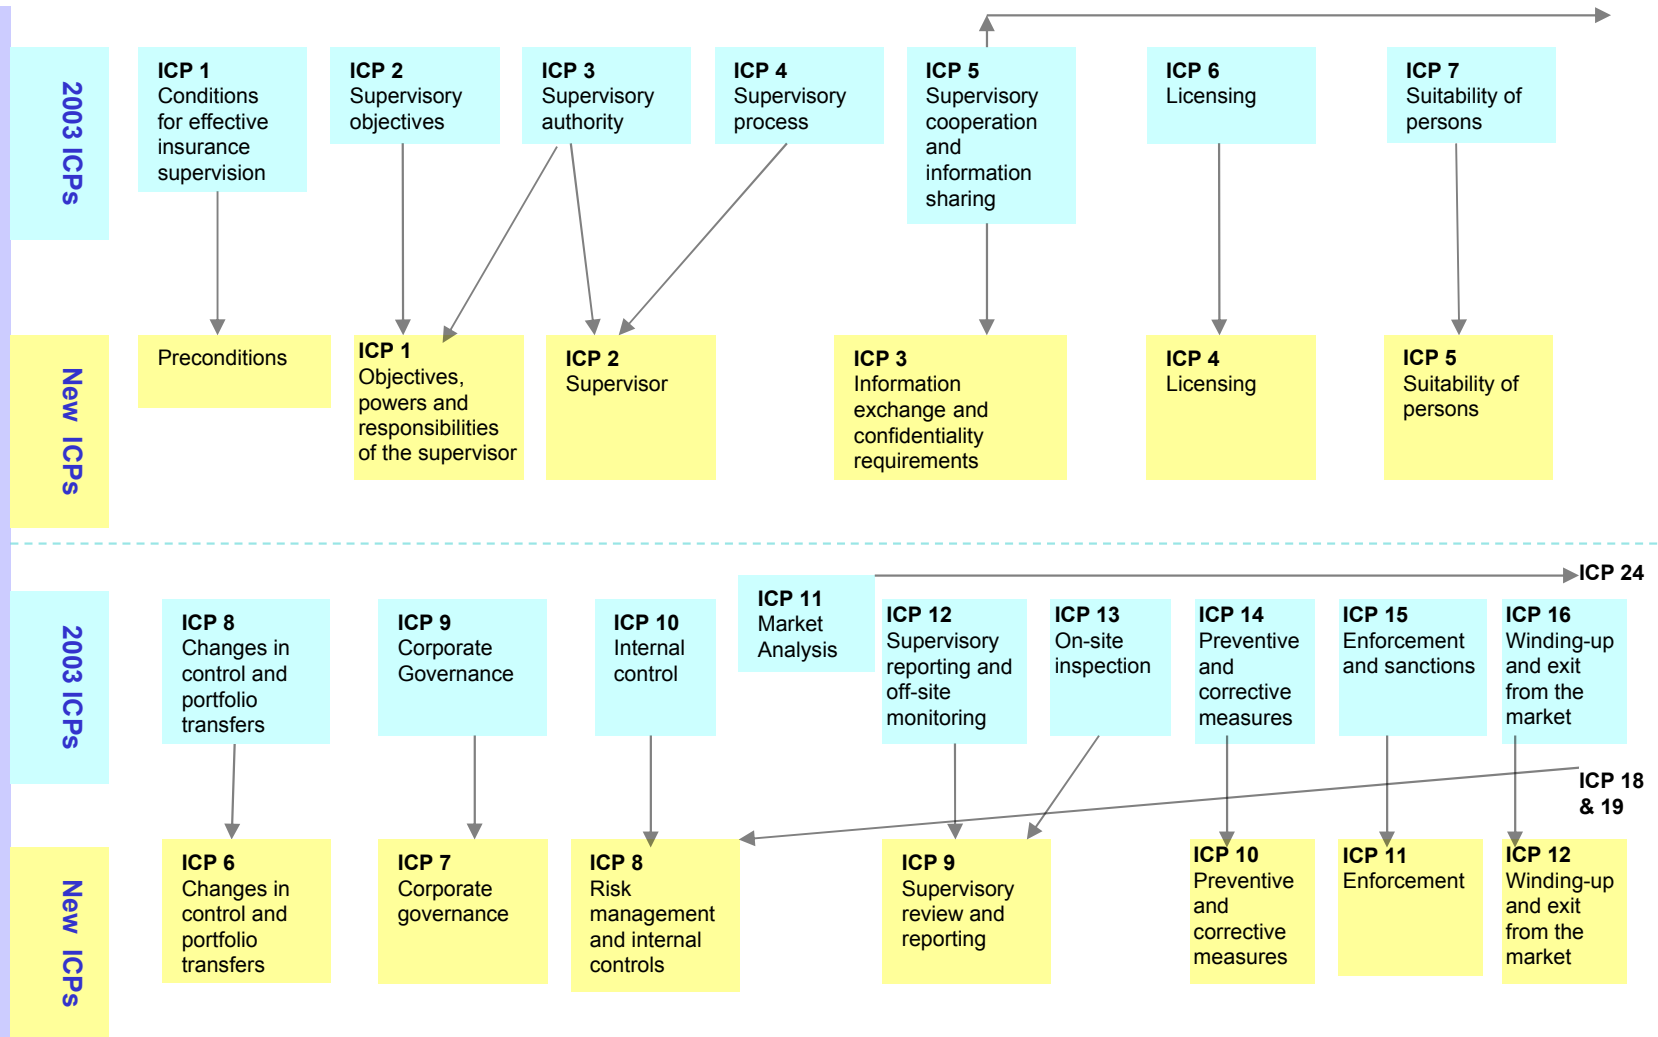 2003 ICPs
ICP 1
Conditions
for effective
insurance
supervision
ICP 2
Supervisory
objectives
ICP 3
Supervisory
authority
ICP 4
Supervisory
process
ICP 5
Supervisory
cooperation
and
information
sharing
ICP 6
Licensing
ICP 7
Suitability of
persons
New ICPs
Preconditions
ICP 1
Objectives,
powers and
responsibilities
of the supervisor
ICP 2
Supervisor
ICP 3
Information
exchange and
confidentiality
requirements
ICP 4
Licensing
ICP 5
Suitability of
persons
2003 ICPs
ICP 8
Changes in
control and
portfolio
transfers
ICP 9
Corporate
Governance
ICP 10
Internal
control
ICP 11
Market
Analysis
ICP 12
Supervisory
reporting and
off-site
monitoring
ICP 13
On-site
inspection
ICP 14
Preventive
and
corrective
measures
ICP 15
Enforcement
and sanctions
ICP 16
Winding-up
and exit
from the
market
ICP 24
ICP 18
& 19
New ICPs
ICP 6
Changes in
control and
portfolio
transfers
ICP 7
Corporate
governance
ICP 8
Risk
management
and internal
controls
ICP 9
Supervisory
review and
reporting
ICP 10
Preventive
and
corrective
measures
ICP 11
Enforcement
ICP 12
Winding-up
and exit
from the
market